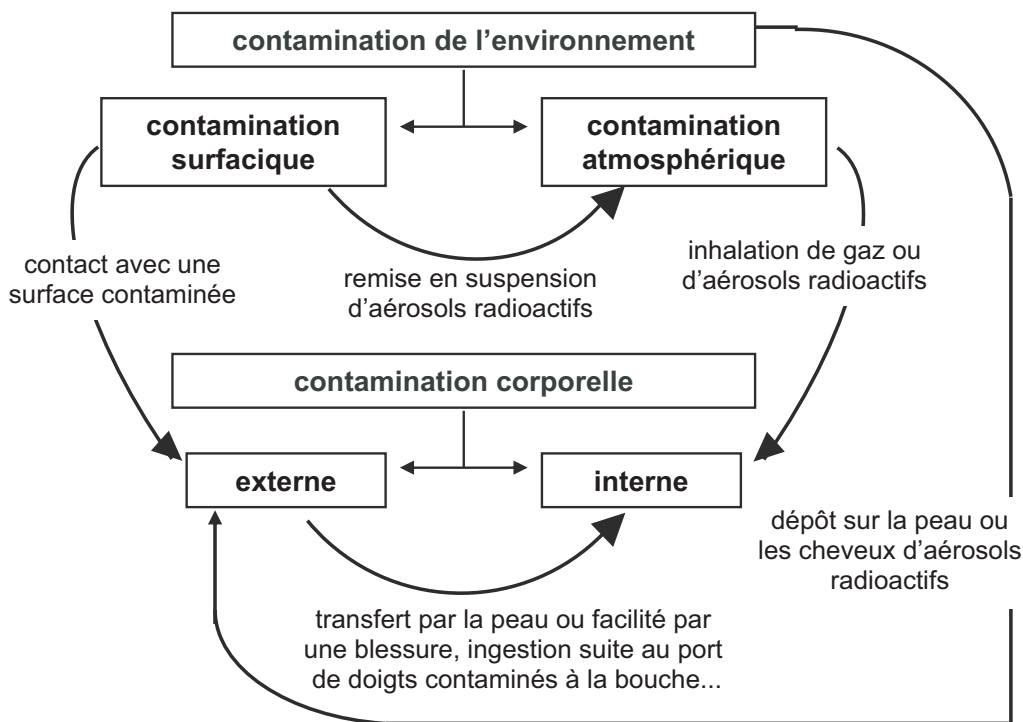 contamination de l’environnement
contamination
surfacique
contamination
atmosphérique
contact avec une
surface contaminée
remise en suspension
d’aérosols radioactifs
inhalation de gaz ou
d’aérosols radioactifs
contamination corporelle
externe
interne
dépôt sur la peau ou
les cheveux d’aérosols
radioactifs
transfert par la peau ou facilité par
une blessure, ingestion suite au port
de doigts contaminés à la bouche...